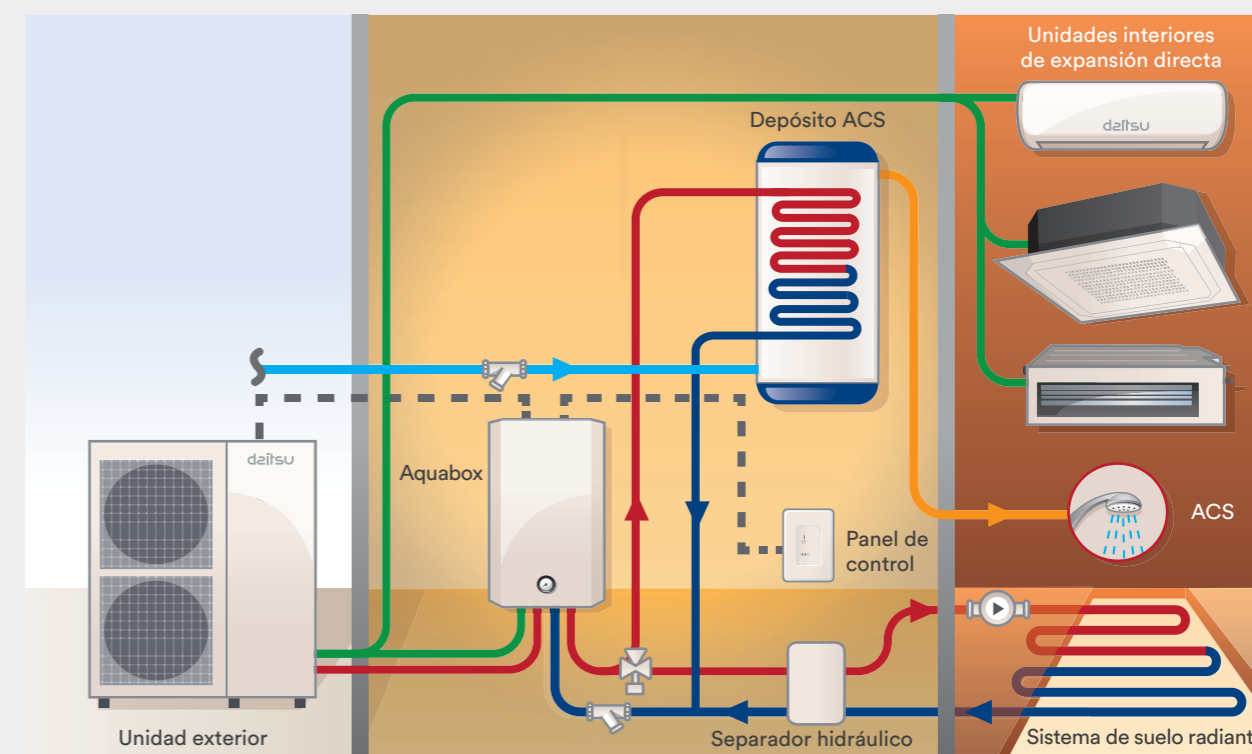 Unidades interiores
de expansión directa
daitsu
Depósito ACS
daitsu
Aquabox
ACS
Panel de
control
Unidad exterior
Separador hidráulico
Sistema de suelo radiant